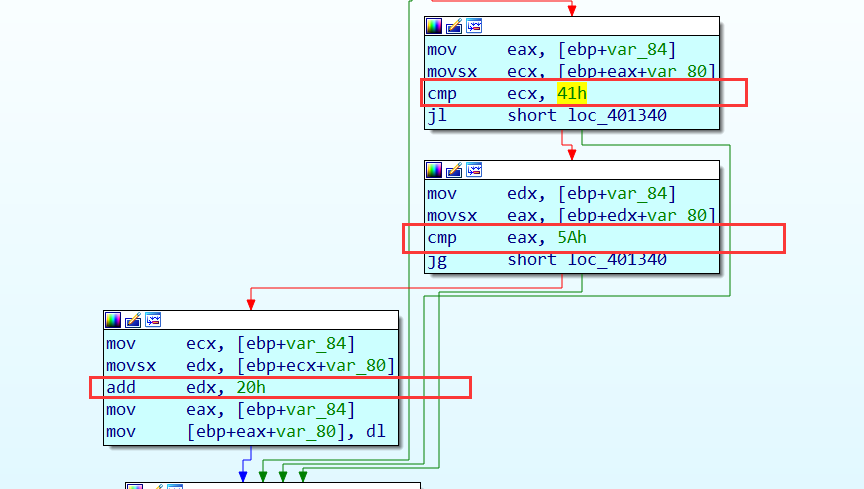 mov eax, [ebp+var_84]
movsx ecx, [ebp+eax+var_80]
cmp ecx, 41h
jl short loc_401340
mov edx, [ebp+var_84]
movsx eax, [ebp+edx+var_80]
cmp eax, 5Ah
jg short loc_401340
mov ecx, [ebp+var_84]
movsx edx, [ebp+ecx+var_80]
add edx, 20h
mov eax, [ebp+var_84]
mov [ebp+eax+var_80], dl